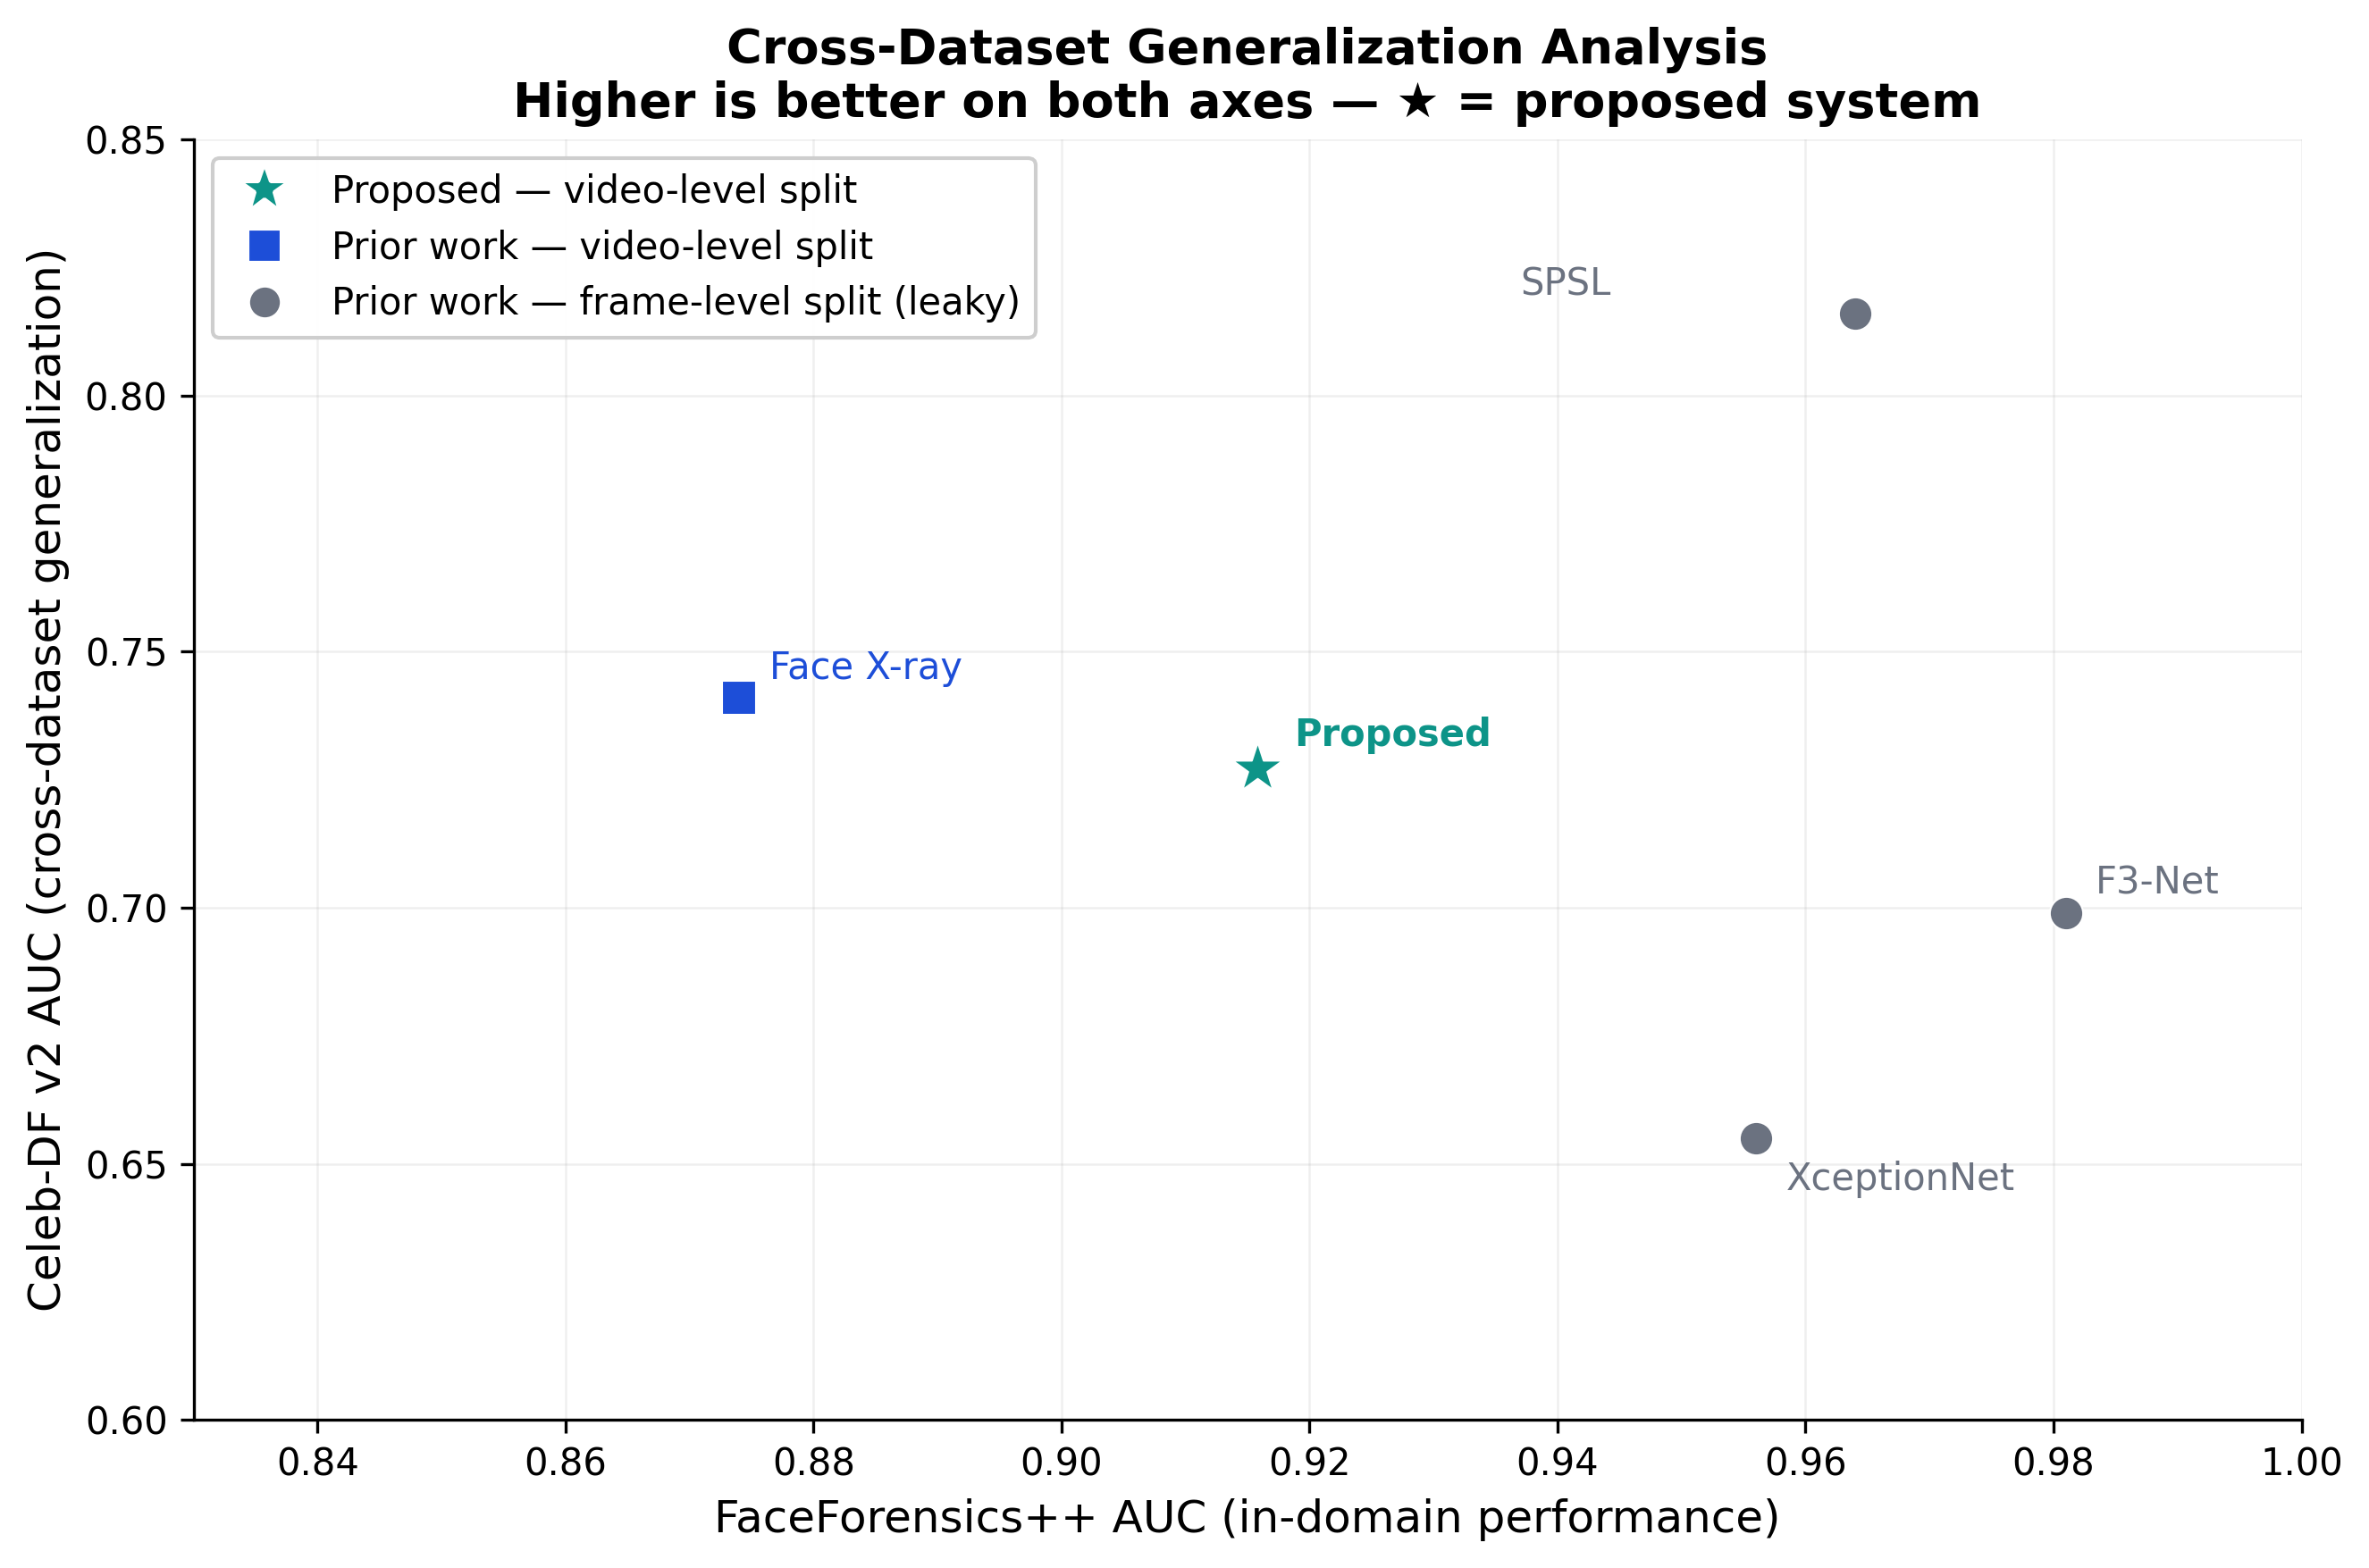 Cross-Dataset Generalization Analysis
Higher is better on both axes — ★ = proposed system
Proposed — video-level split
Prior work — video-level split
Prior work — frame-level split (leaky)
Celeb-DF v2 AUC (cross-dataset generalization)
0.85
0.80
0.75
0.70
0.65
0.60
SPSL
Face X-ray
Proposed
F3-Net
XceptionNet
0.84 0.86 0.88 0.90 0.92 0.94 0.96 0.98 1.00
FaceForensics++ AUC (in-domain performance)